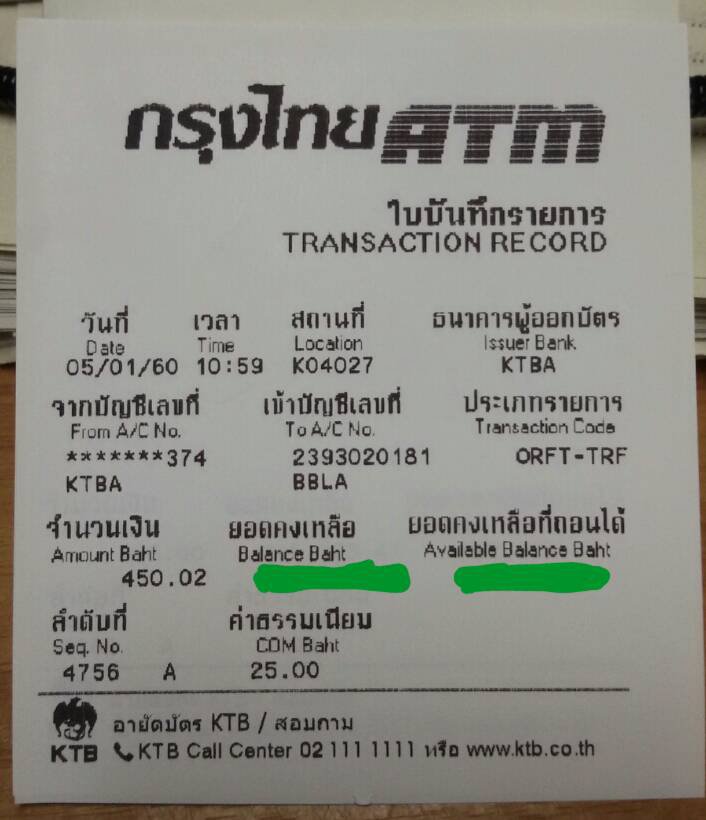 กรุงไทย ATM
ใบบันทึกรายการ
TRANSACTION RECORD
วันที่ เวลา สถานที่ ธนาคารผู้ออกบัตร
Date Time Location Issuer Bank
05/01/60 10:59 K04027 KTBA
จากบัญชีเลขที่ เข้าบัญชีเลขที่ ประเภทรายการ
From A/C No. To A/C No. Transaction Code
*******374 2393020181 ORFT-TRF
KTBA BBLA
จำนวนเงิน ยอดคงเหลือ ยอดคงเหลือที่ถอนได้
Amount Baht Balance Baht Available Balance Baht
450.02
ลำดับที่ ค่าธรรมเนียม
Seq. No. COM Baht
4756 A 25.00
อายัดบัตร KTB / สอบถาม
KTB KTB Call Center 02 111 1111 หรือ www.ktb.co.th